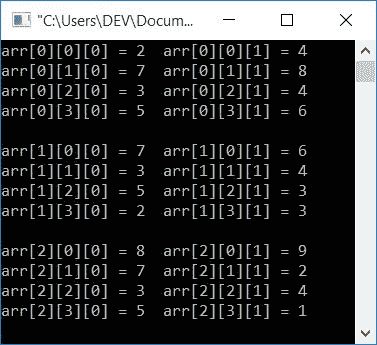 "C:\Users\DEV\Docum...
arr[0][0][0] = 2  arr[0][0][1] = 4
arr[0][1][0] = 7  arr[0][1][1] = 8
arr[0][2][0] = 3  arr[0][2][1] = 4
arr[0][3][0] = 5  arr[0][3][1] = 6
arr[1][0][0] = 7  arr[1][0][1] = 6
arr[1][1][0] = 3  arr[1][1][1] = 4
arr[1][2][0] = 5  arr[1][2][1] = 3
arr[1][3][0] = 2  arr[1][3][1] = 3
arr[2][0][0] = 8  arr[2][0][1] = 9
arr[2][1][0] = 7  arr[2][1][1] = 2
arr[2][2][0] = 3  arr[2][2][1] = 4
arr[2][3][0] = 5  arr[2][3][1] = 1